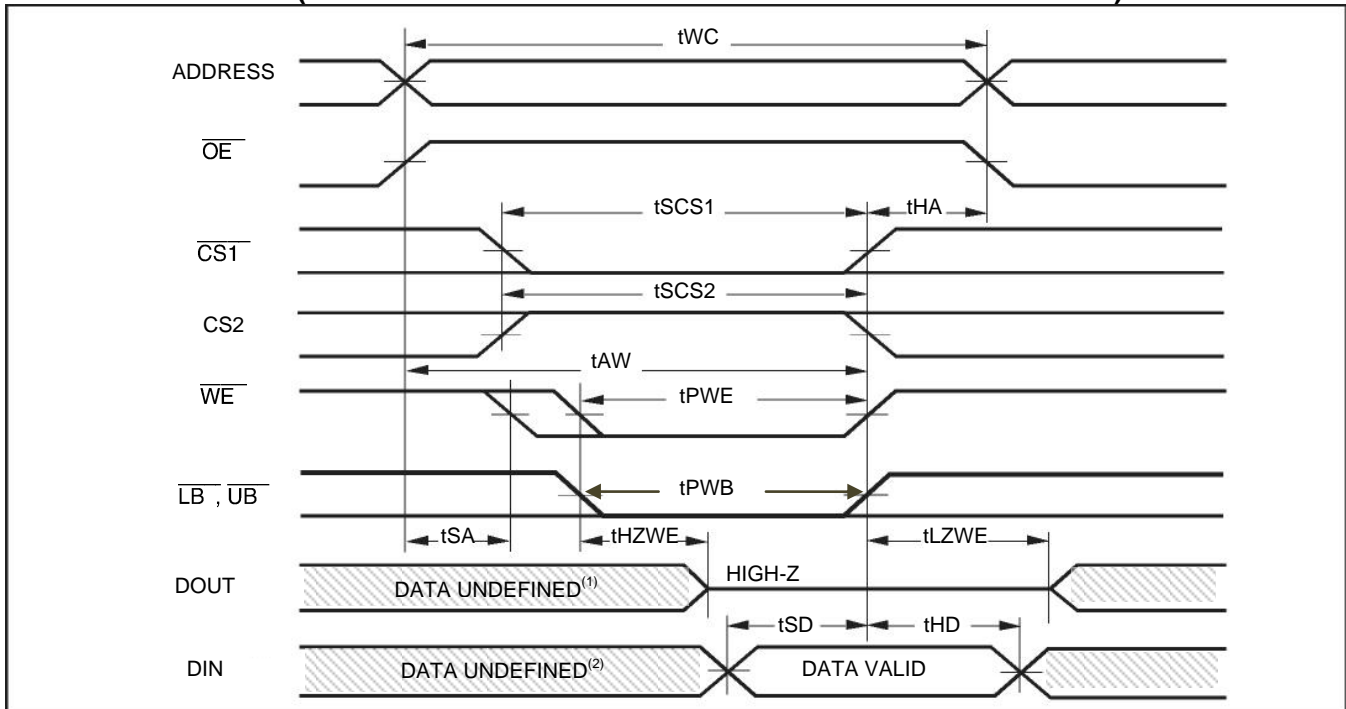 tWC
ADDRESS
OE
tSCS1
tHA
CS1
tSCS2
CS2
tAW
WE
tPWE
LB , UB
tPWB
tSA
tHZWE
tLZWE
DOUT
DATA UNDEFINED(1)
HIGH-Z
tSD
tHD
DIN
DATA UNDEFINED(2)
DATA VALID